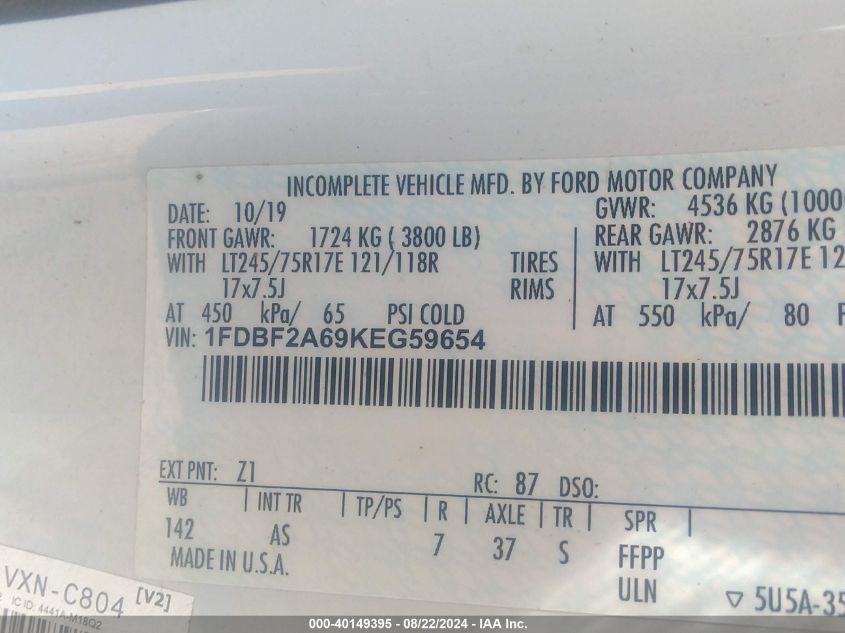 INCOMPLETE VEHICLE MFD. BY FORD MOTOR COMPANY
DATE: 10/19 GVWR: 4536 KG (1000
FRONT GAWR: 1724 KG ( 3800 LB) REAR GAWR: 2876 KG
WITH LT245/75R17E 121/118R TIRES WITH LT245/75R17E 12
17x7.5J RIMS 17x7.5J
AT 450 kPa/ 65 PSI COLD AT 550 kPa/ 80 P
VIN: 1FDBF2A69KEG59654
EXT PNT: Z1 RC: 87 DSO:
WB INT TR TP/PS R AXLE TR SPR
142 AS 7 37 S FFPP
MADE IN U.S.A. ULN ▽ 5U5A-35
VXN-C804 [V2]
IC ID: 4441A-M18Q2
000-40149395 - 08/22/2024 - IAA Inc.